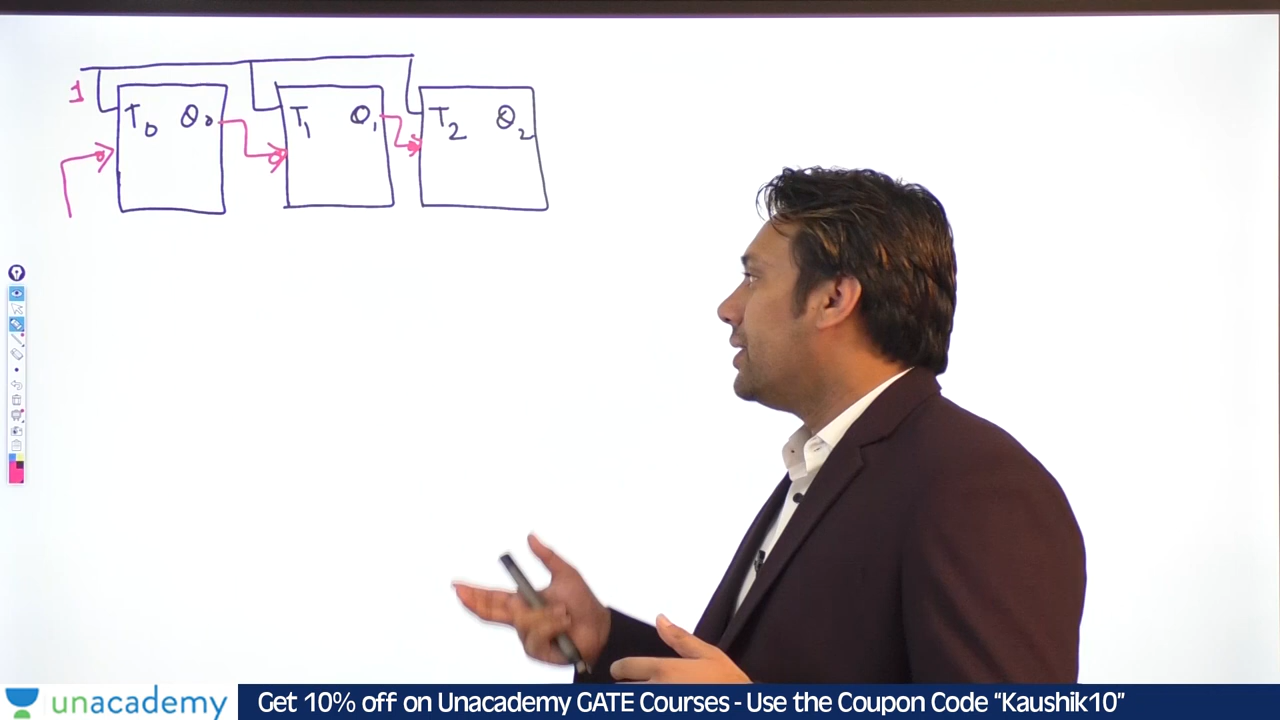 1
T0 Q0 T1 Q1 T2 Q2
unacademy
Get 10% off on Unacademy GATE Courses - Use the Coupon Code “Kaushik10”